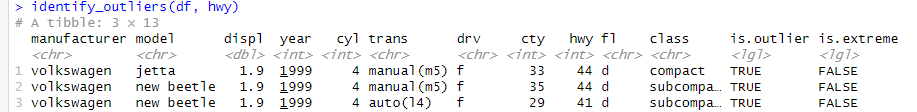 > identify_outliers(df, hwy)
# A tibble: 3 × 13
manufacturer model displ year cyl trans drv cty hwy fl class is.outlier is.extreme
<chr> <chr> <dbl> <int> <int> <chr> <chr> <int> <int> <chr> <chr> <lgl> <lgl>
1 volkswagen jetta 1.9 1999 4 manual(m5) f 33 44 d compact TRUE FALSE
2 volkswagen new beetle 1.9 1999 4 manual(m5) f 35 44 d subcompa… TRUE FALSE
3 volkswagen new beetle 1.9 1999 4 auto(l4) f 29 41 d subcompa… TRUE FALSE